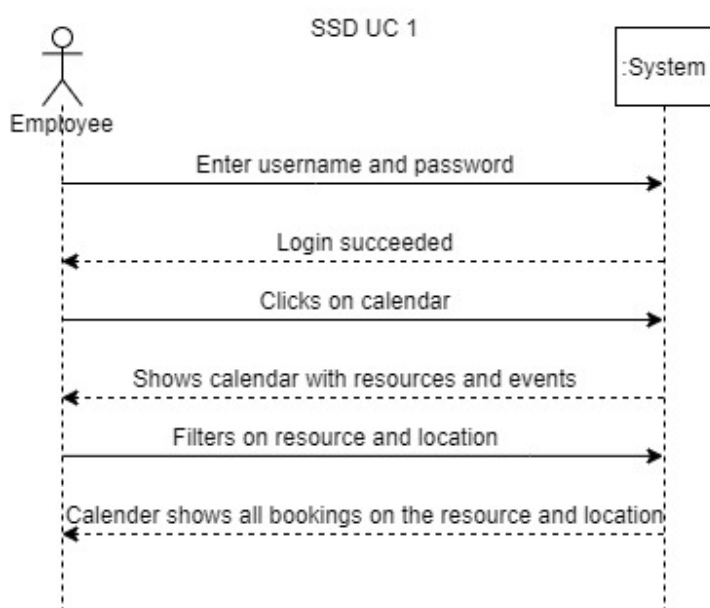 SSD UC 1
:System
Employee
Enter username and password
Login succeeded
Clicks on calendar
Shows calendar with resources and events
Filters on resource and location
Calender shows all bookings on the resource and location